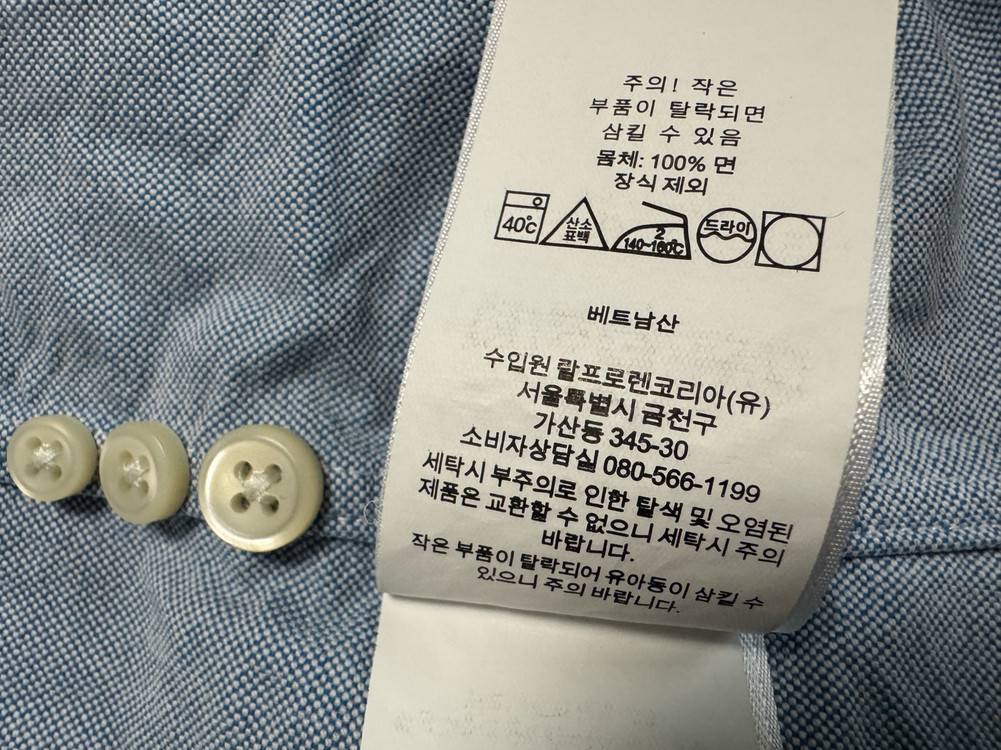 주의! 작은
부품이 탈락되면
삼킬 수 있음
몸체: 100% 면
장식 제외
40℃ 산소 표백 2 140~160℃ 드라이
베트남산
수입원 랄프로렌코리아(유)
서울특별시 금천구
가산동 345-30
소비자상담실 080-566-1199
세탁시 부주의로 인한 탈색 및 오염된
제품은 교환할 수 없으니 세탁시 주의
바랍니다.
작은 부품이 탈락되어 유아동이 삼킬 수
있으니 주의 바랍니다.